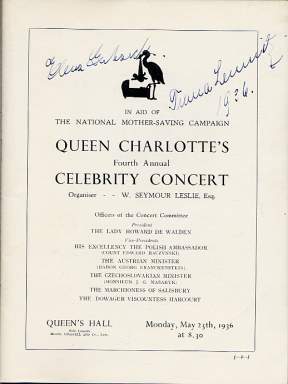 1936.
IN AID OF
THE NATIONAL MOTHER-SAVING CAMPAIGN
QUEEN CHARLOTTE'S
Fourth Annual
CELEBRITY CONCERT
Organiser - - W. SEYMOUR LESLIE, Esq.
Officers of the Concert Committee
President
THE LADY HOWARD DE WALDEN
Vice-Presidents
HIS EXCELLENCY THE POLISH AMBASSADOR
(COUNT EDWARD RACZYNSKI)
THE AUSTRIAN MINISTER
(BARON GEORG FRANCKENSTEIN)
THE CZECHOSLOVAKIAN MINISTER
(MONSIEUR J. G. MASARYK)
THE MARCHIONESS OF SALISBURY
THE DOWAGER VISCOUNTESS HARCOURT
QUEEN'S HALL
Monday, May 25th, 1936
at 8.30